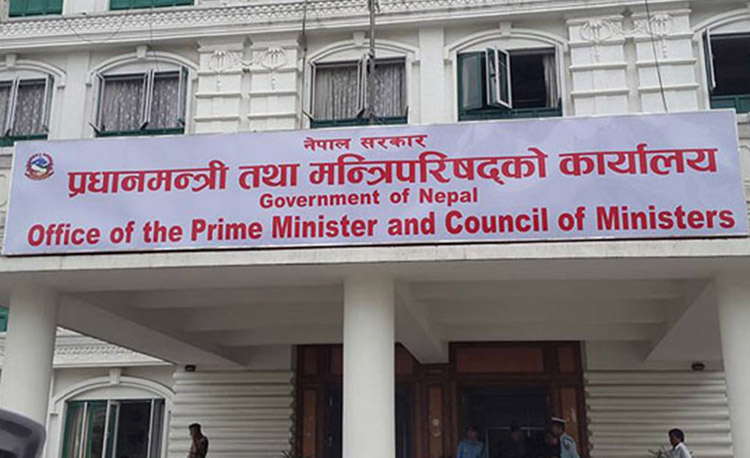 नेपाल सरकार
प्रधानमन्त्री तथा मन्त्रिपरिषद्को कार्यालय
Government of Nepal
Office of the Prime Minister and Council of Ministers